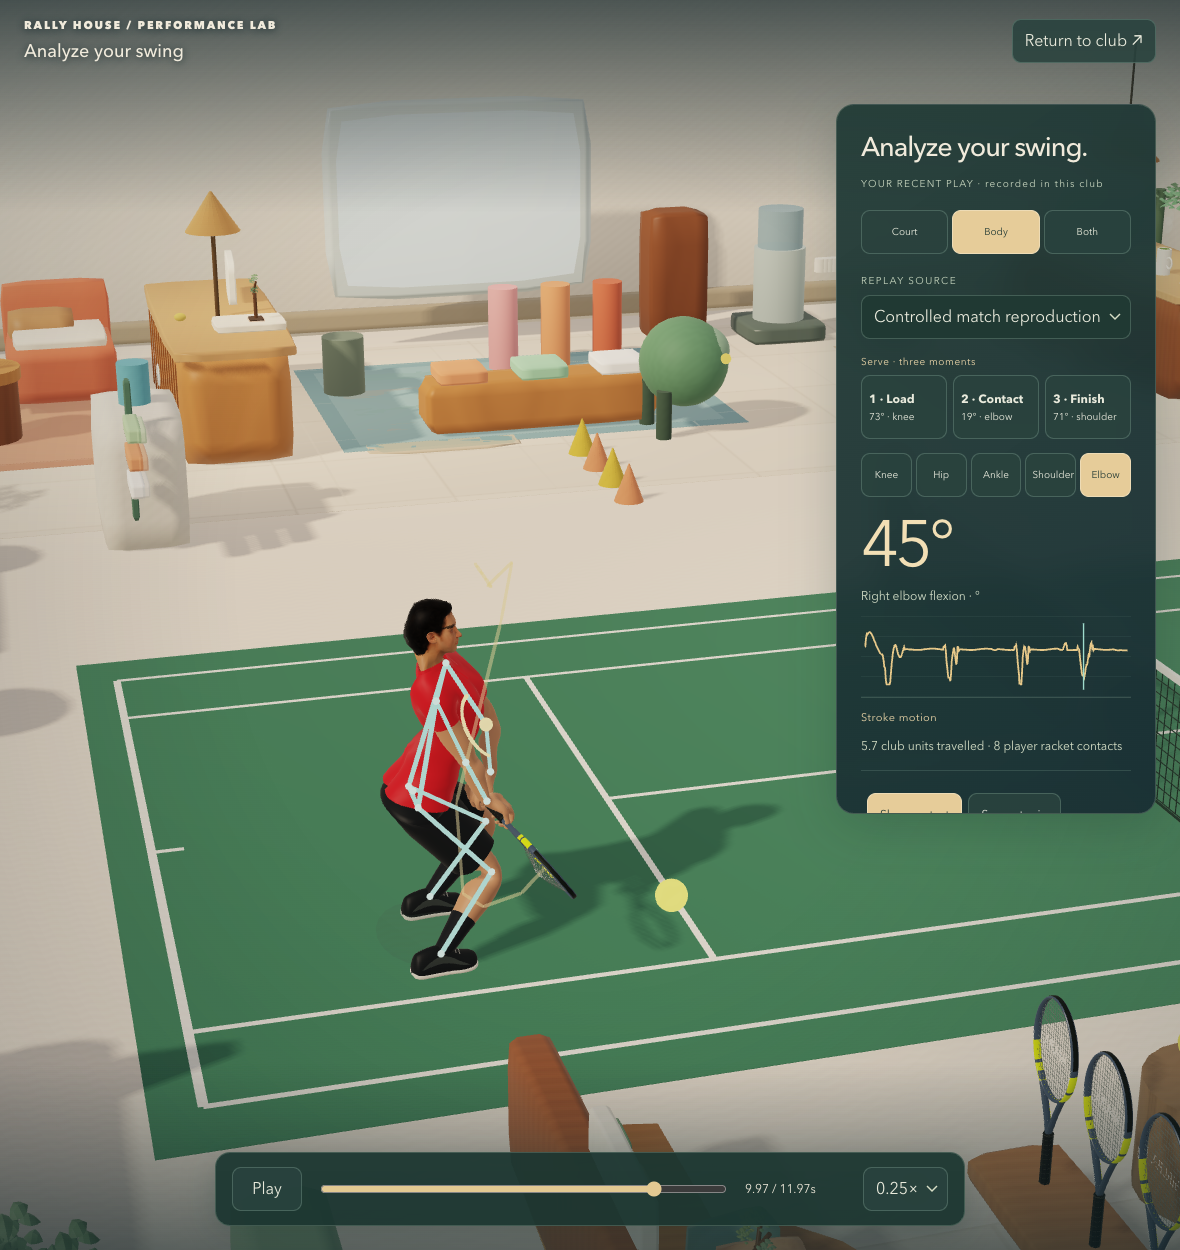 RALLY HOUSE / PERFORMANCE LAB
Analyze your swing
Return to club ↗
Analyze your swing.
YOUR RECENT PLAY · recorded in this club
Court Body Both
REPLAY SOURCE
Controlled match reproduction
Serve · three moments
1 · Load 2 · Contact 3 · Finish
73° · knee 19° · elbow 71° · shoulder
Knee Hip Ankle Shoulder Elbow
45°
Right elbow flexion · °
Stroke motion
5.7 club units travelled · 8 player racket contacts
Play 9.97 / 11.97s 0.25×